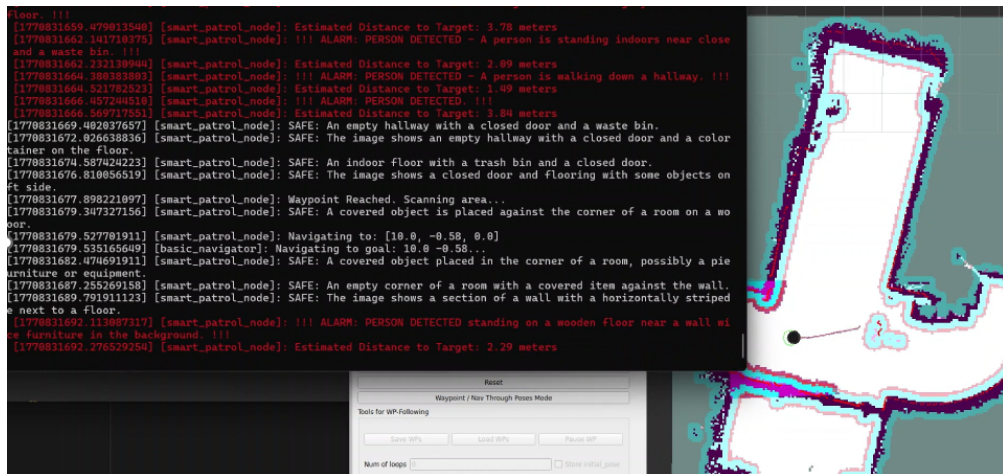 floor. !!!
[1770831659.479013540] [smart_patrol_node]: Estimated Distance to Target: 3.78 meters
[1770831662.141710375] [smart_patrol_node]: !!! ALARM: PERSON DETECTED - A person is standing indoors near close
and a waste bin. !!!
[1770831662.232130944] [smart_patrol_node]: Estimated Distance to Target: 2.09 meters
[1770831664.380383803] [smart_patrol_node]: !!! ALARM: PERSON DETECTED - A person is walking down a hallway. !!!
[1770831664.521782523] [smart_patrol_node]: Estimated Distance to Target: 1.49 meters
[1770831666.457244510] [smart_patrol_node]: !!! ALARM: PERSON DETECTED. !!!
[1770831666.569717551] [smart_patrol_node]: Estimated Distance to Target: 3.84 meters
[1770831669.402037657] [smart_patrol_node]: SAFE: An empty hallway with a closed door and a waste bin.
[1770831672.026638836] [smart_patrol_node]: SAFE: The image shows an empty hallway with a closed door and a color
tainer on the floor.
[1770831674.587424223] [smart_patrol_node]: SAFE: An indoor floor with a trash bin and a closed door.
[1770831676.810056519] [smart_patrol_node]: SAFE: The image shows a closed door and flooring with some objects on
ft side.
[1770831677.898221097] [smart_patrol_node]: Waypoint Reached. Scanning area...
[1770831679.347327156] [smart_patrol_node]: SAFE: A covered object is placed against the corner of a room on a wo
oor.
[1770831679.527701911] [smart_patrol_node]: Navigating to: [10.0, -0.58, 0.0]
[1770831679.535165649] [basic_navigator]: Navigating to goal: 10.0 -0.58...
[1770831682.474691911] [smart_patrol_node]: SAFE: A covered object placed in the corner of a room, possibly a pie
urniture or equipment.
[1770831687.255269158] [smart_patrol_node]: SAFE: An empty corner of a room with a covered item against the wall.
[1770831689.791911123] [smart_patrol_node]: SAFE: The image shows a section of a wall with a horizontally stripe
e next to a floor.
[1770831692.113087317] [smart_patrol_node]: !!! ALARM: PERSON DETECTED standing on a wooden floor near a wall wi
ce furniture in the background. !!!
[1770831692.276529254] [smart_patrol_node]: Estimated Distance to Target: 2.29 meters
Reset
Waypoint / Nav Through Poses Mode
Tools for WP-Following
Save WPs Load WPs Pause WP
Num of loops 0 Store initial_pose